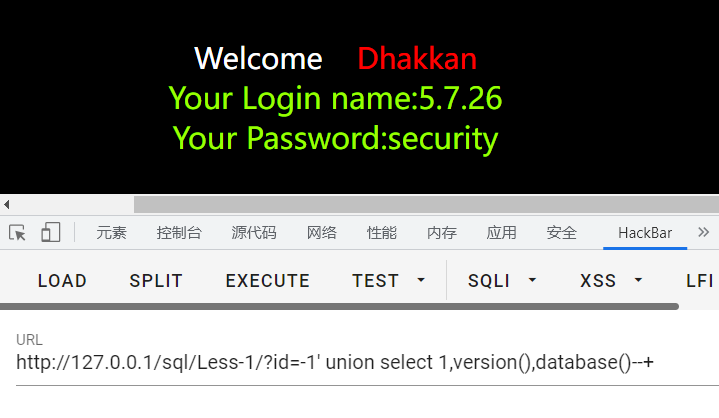 Welcome Dhakkan
Your Login name:5.7.26
Your Password:security
元素 控制台 源代码 网络 性能 内存 应用 安全 HackBar »
LOAD SPLIT EXECUTE TEST SQLI XSS LFI
URL
http://127.0.0.1/sql/Less-1/?id=-1' union select 1,version(),database()--+